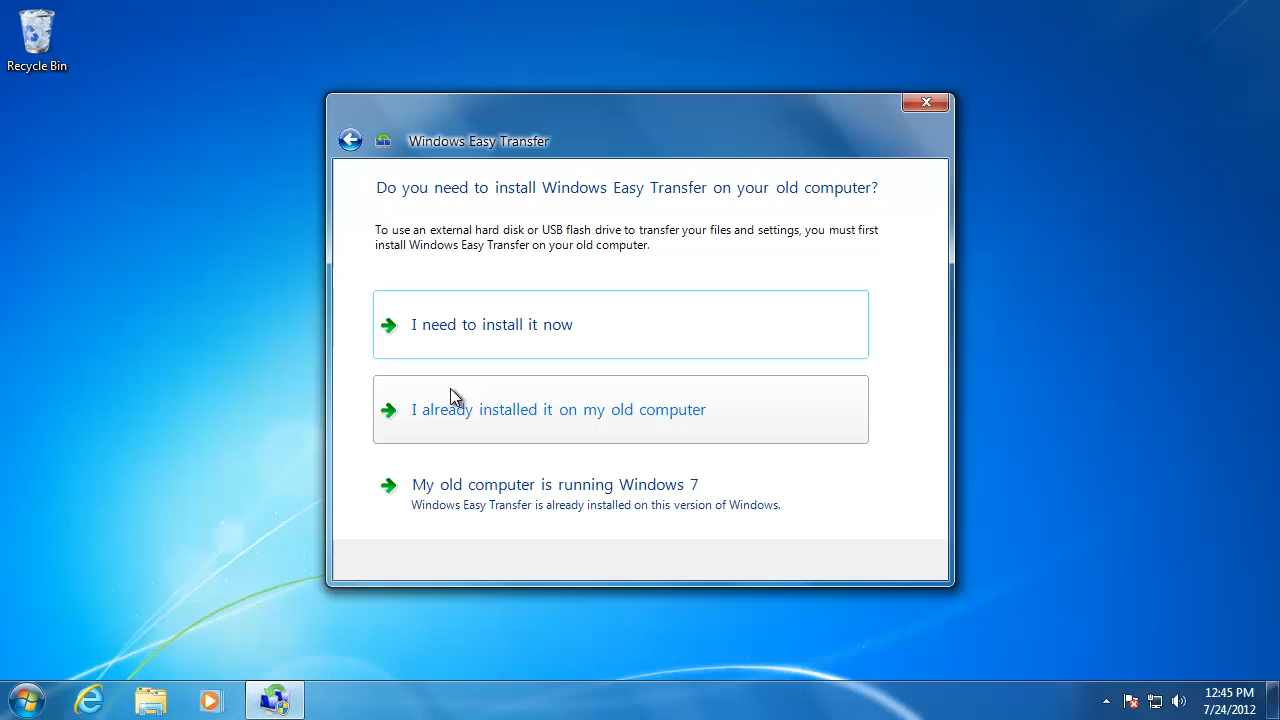 Recycle Bin
Windows Easy Transfer
Do you need to install Windows Easy Transfer on your old computer?
To use an external hard disk or USB flash drive to transfer your files and settings, you must first
install Windows Easy Transfer on your old computer.
I need to install it now
I already installed it on my old computer
My old computer is running Windows 7
Windows Easy Transfer is already installed on this version of Windows.
12:45 PM
7/24/2012